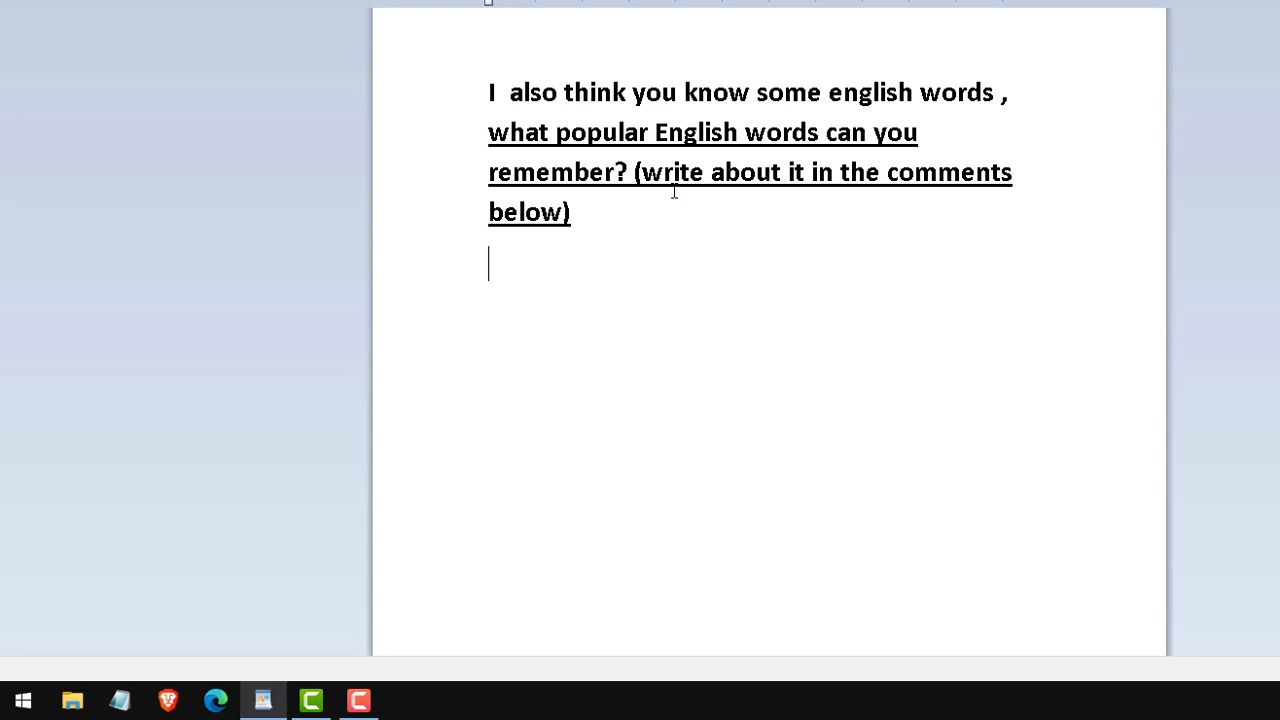 I  also think you know some english words ,
what popular English words can you
remember? (write about it in the comments
below)